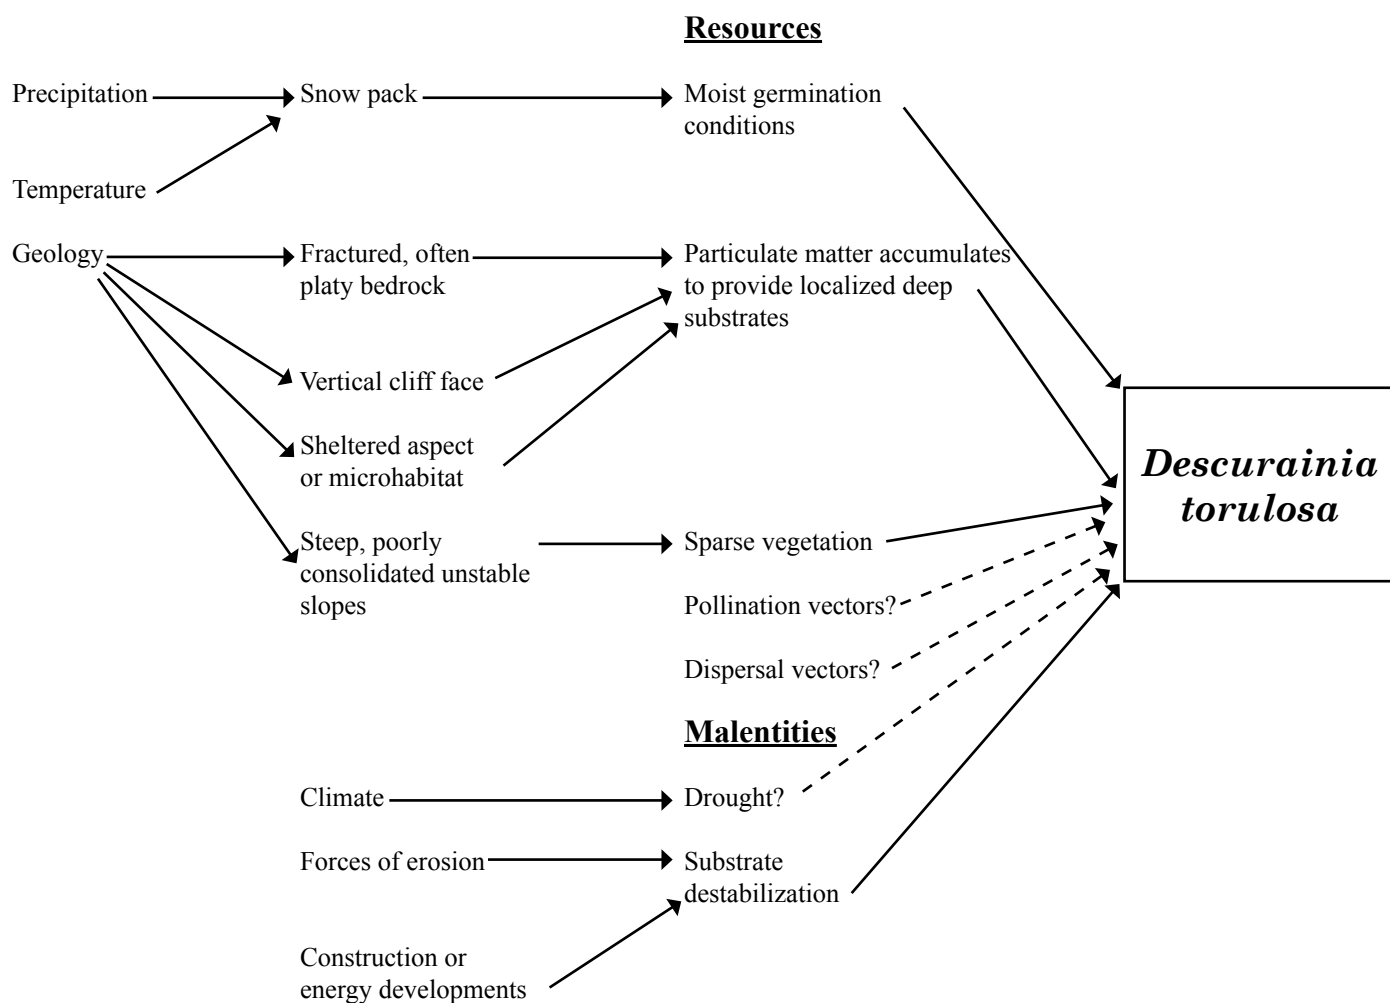 Resources
Precipitation
Snow pack
Moist germination
conditions
Temperature
Geology
Fractured, often
platy bedrock
Particulate matter accumulates
to provide localized deep
substrates
Vertical cliff face
Sheltered aspect
or microhabitat
Descurainia
torulosa
Steep, poorly
consolidated unstable
slopes
Sparse vegetation
Pollination vectors?
Dispersal vectors?
Malentities
Climate
Drought?
Forces of erosion
Substrate
destabilization
Construction or
energy developments